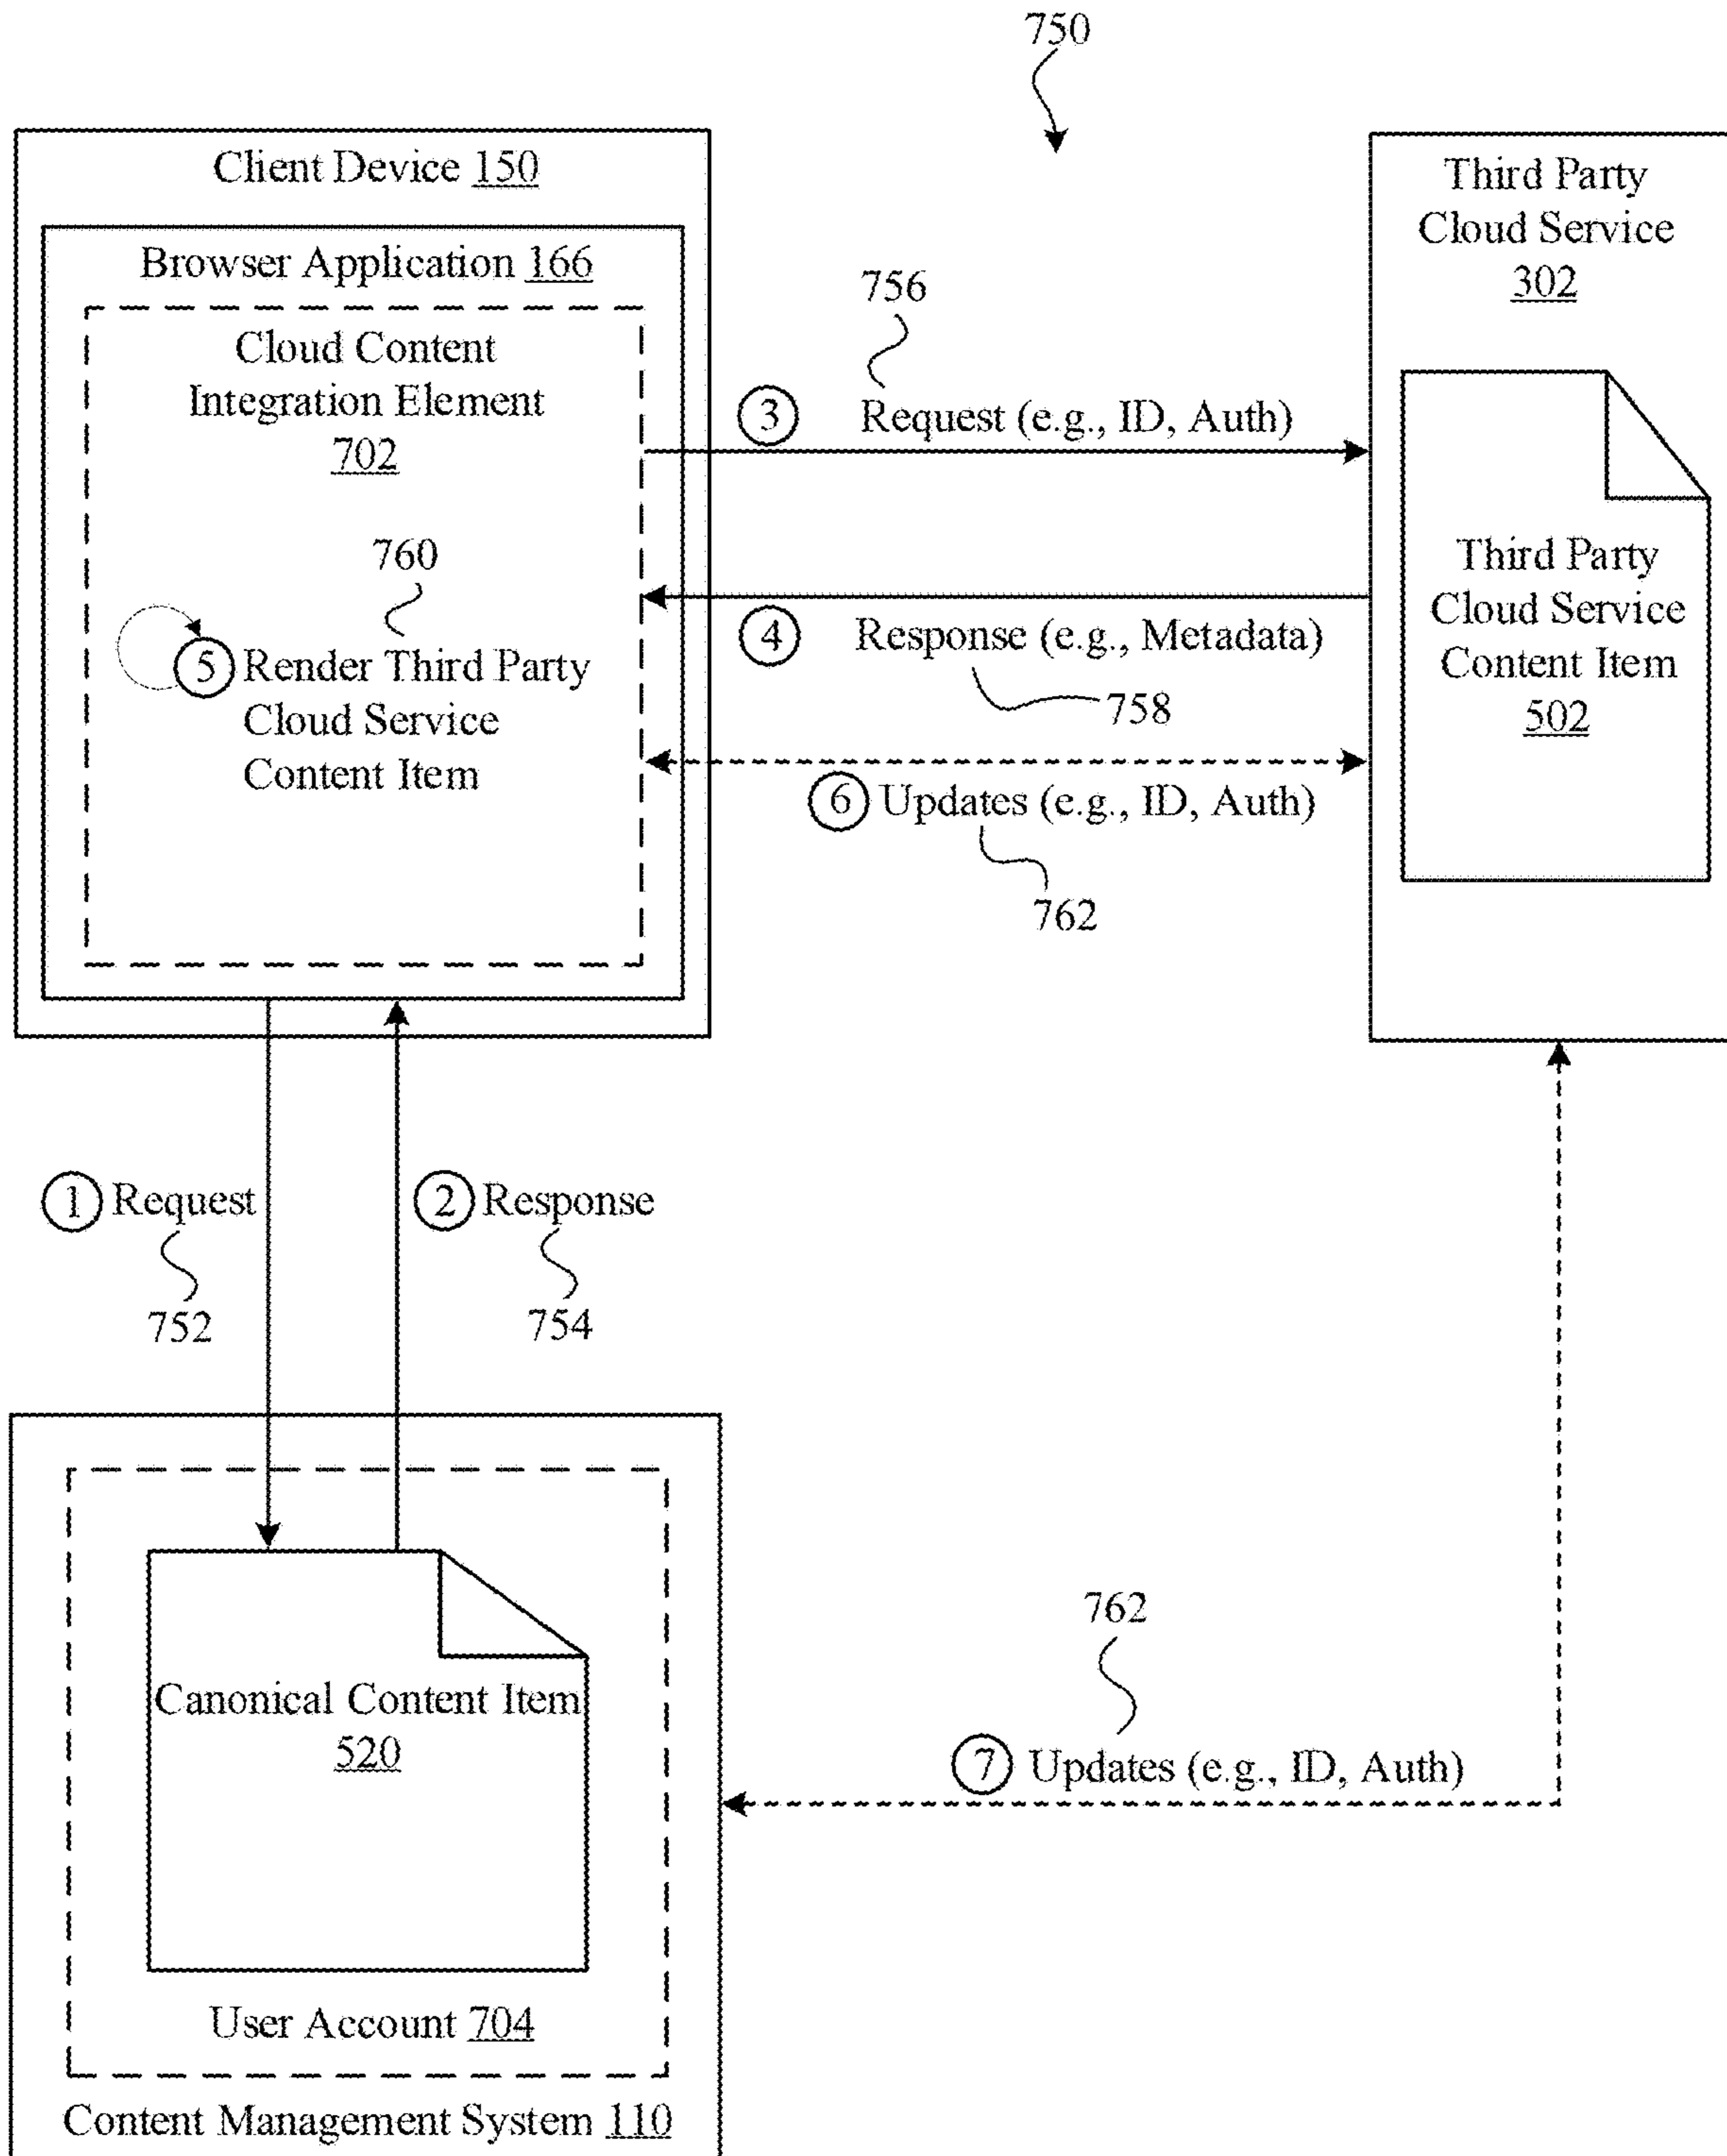 750
Client Device 150
Browser Application 166
Cloud Content
Integration Element
702
760
5 Render Third Party
Cloud Service
Content Item
756
3 Request (e.g., ID, Auth)
4 Response (e.g., Metadata)
758
6 Updates (e.g., ID, Auth)
762
Third Party
Cloud Service
302
Third Party
Cloud Service
Content Item
502
1 Request
752
2 Response
754
Canonical Content Item
520
User Account 704
Content Management System 110
762
7 Updates (e.g., ID, Auth)